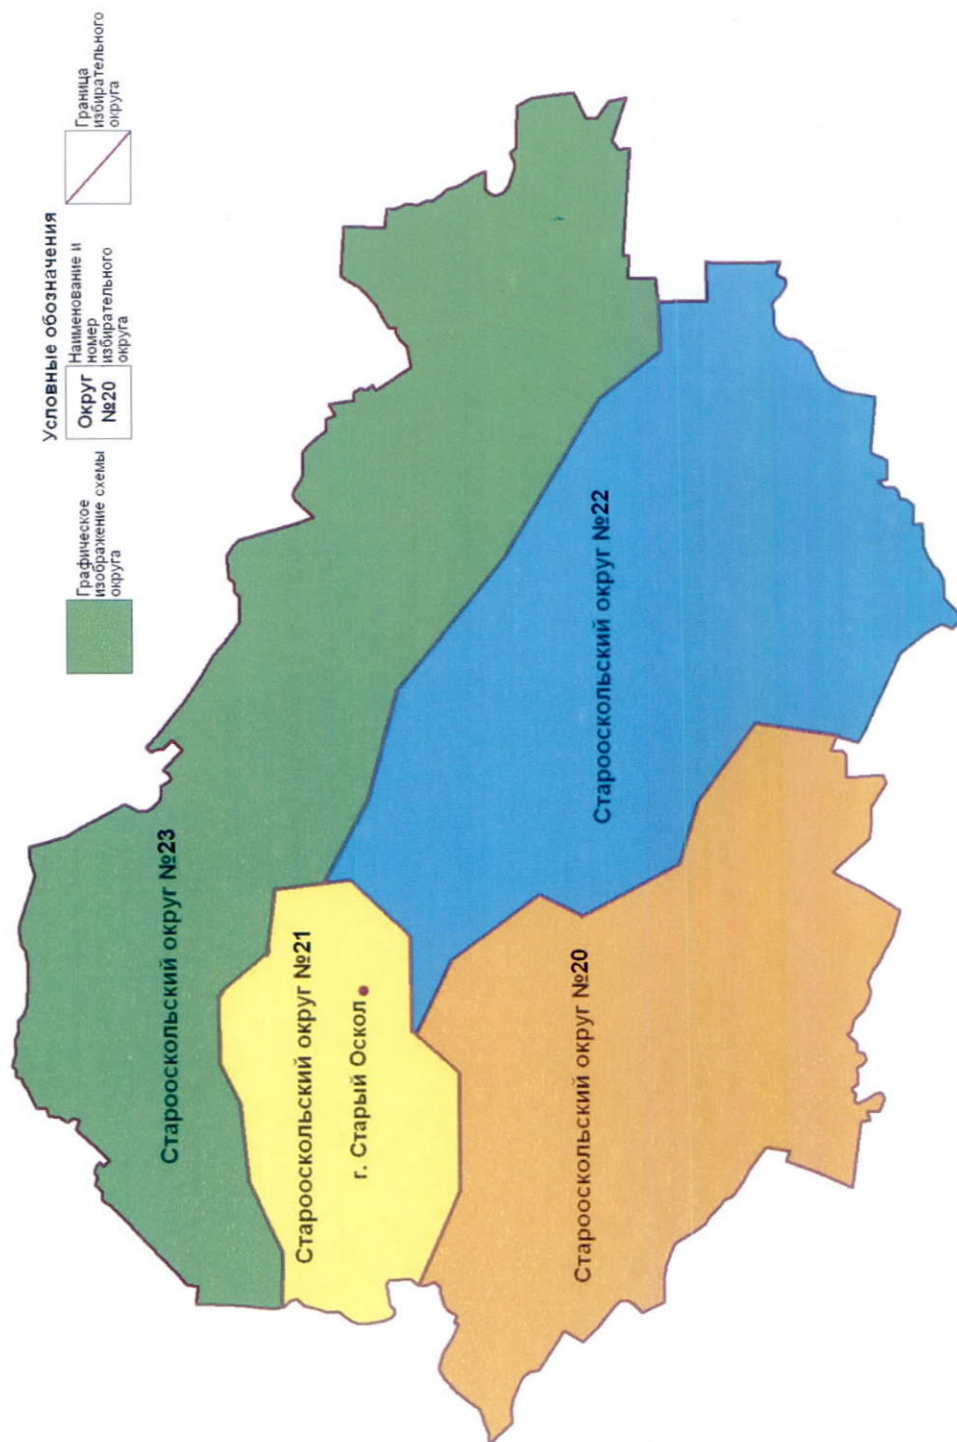 Условные обозначения
Графическое
изображение схемы
округа
Округ
№20
Наименование и
номер
избирательного
округа
Граница
избирательного
округа
Старооскольский округ №23
Старооскольский округ №21
г. Старый Оскол
Старооскольский округ №22
Старооскольский округ №20